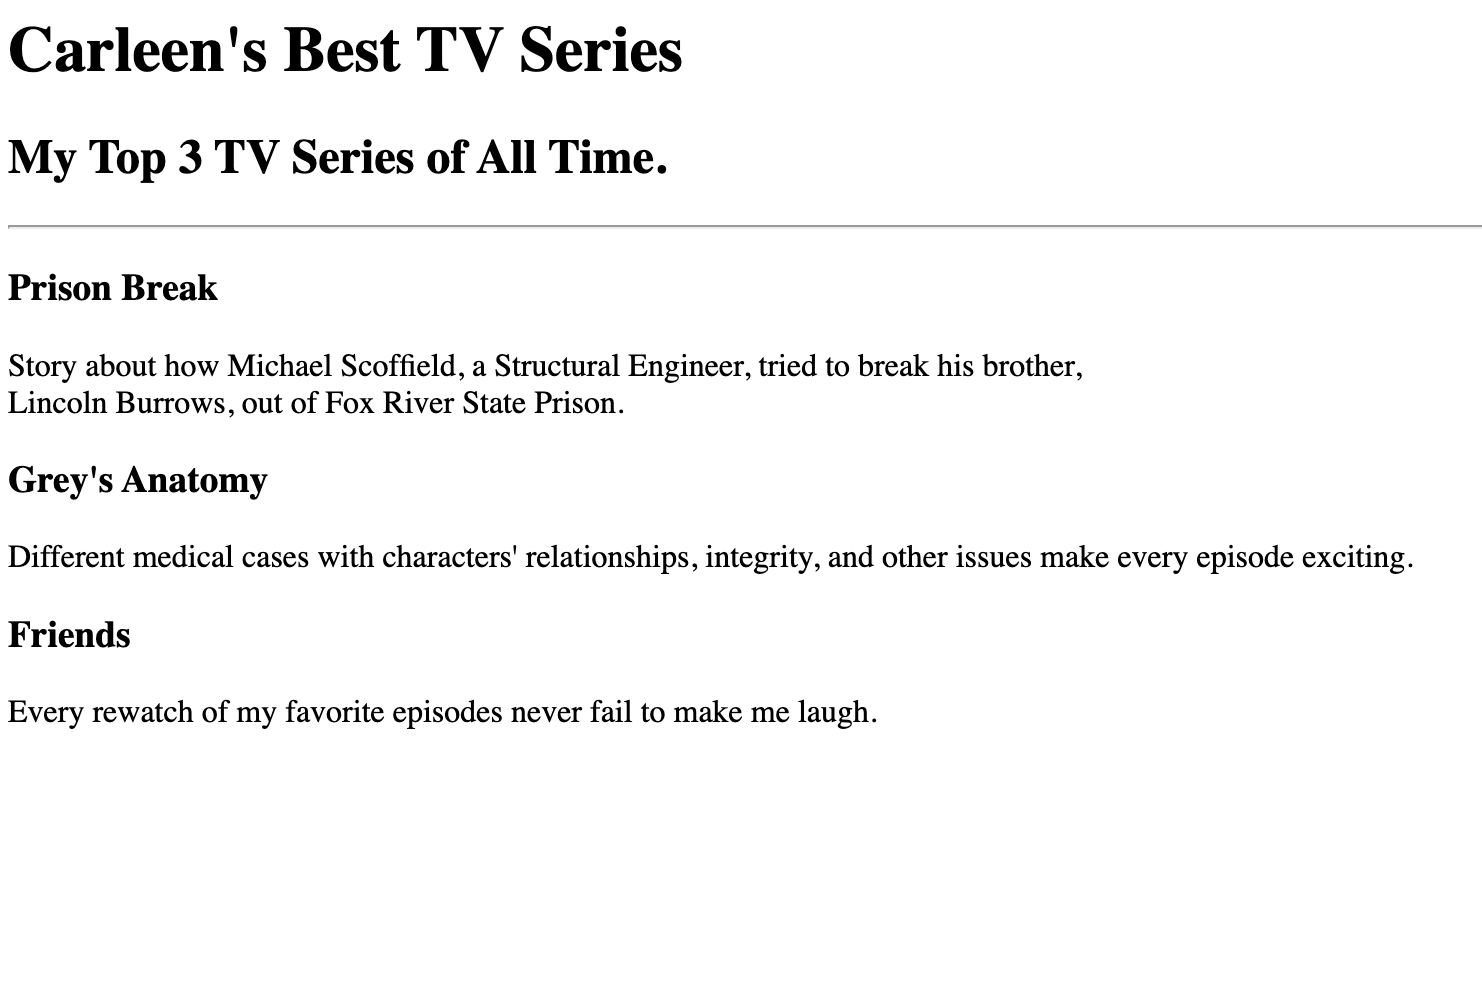 Carleen's Best TV Series
My Top 3 TV Series of All Time.
Prison Break
Story about how Michael Scoffield, a Structural Engineer, tried to break his brother,
Lincoln Burrows, out of Fox River State Prison.
Grey's Anatomy
Different medical cases with characters' relationships, integrity, and other issues make every episode exciting.
Friends
Every rewatch of my favorite episodes never fail to make me laugh.